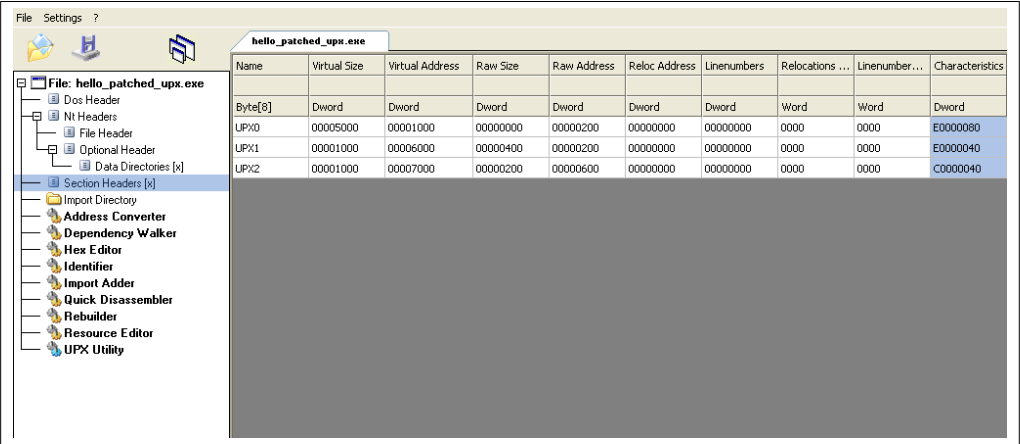 File Settings ?
hello_patched_upx.exe
File: hello_patched_upx.exe
Dos Header
Nt Headers
File Header
Optional Header
Data Directories [x]
Section Headers [x]
Import Directory
Address Converter
Dependency Walker
Hex Editor
Identifier
Import Adder
Quick Disassembler
Rebuilder
Resource Editor
UPX Utility
Name Virtual Size Virtual Address Raw Size Raw Address Reloc Address Linenumbers Relocations ... Linenumber... Characteristics
Byte[8] Dword Dword Dword Dword Dword Dword Word Word Dword
UPX0 00005000 00001000 00000000 00000200 00000000 00000000 0000 0000 E0000080
UPX1 00001000 00006000 00000400 00000200 00000000 00000000 0000 0000 E0000040
UPX2 00001000 00007000 00000200 00000600 00000000 00000000 0000 0000 C0000040